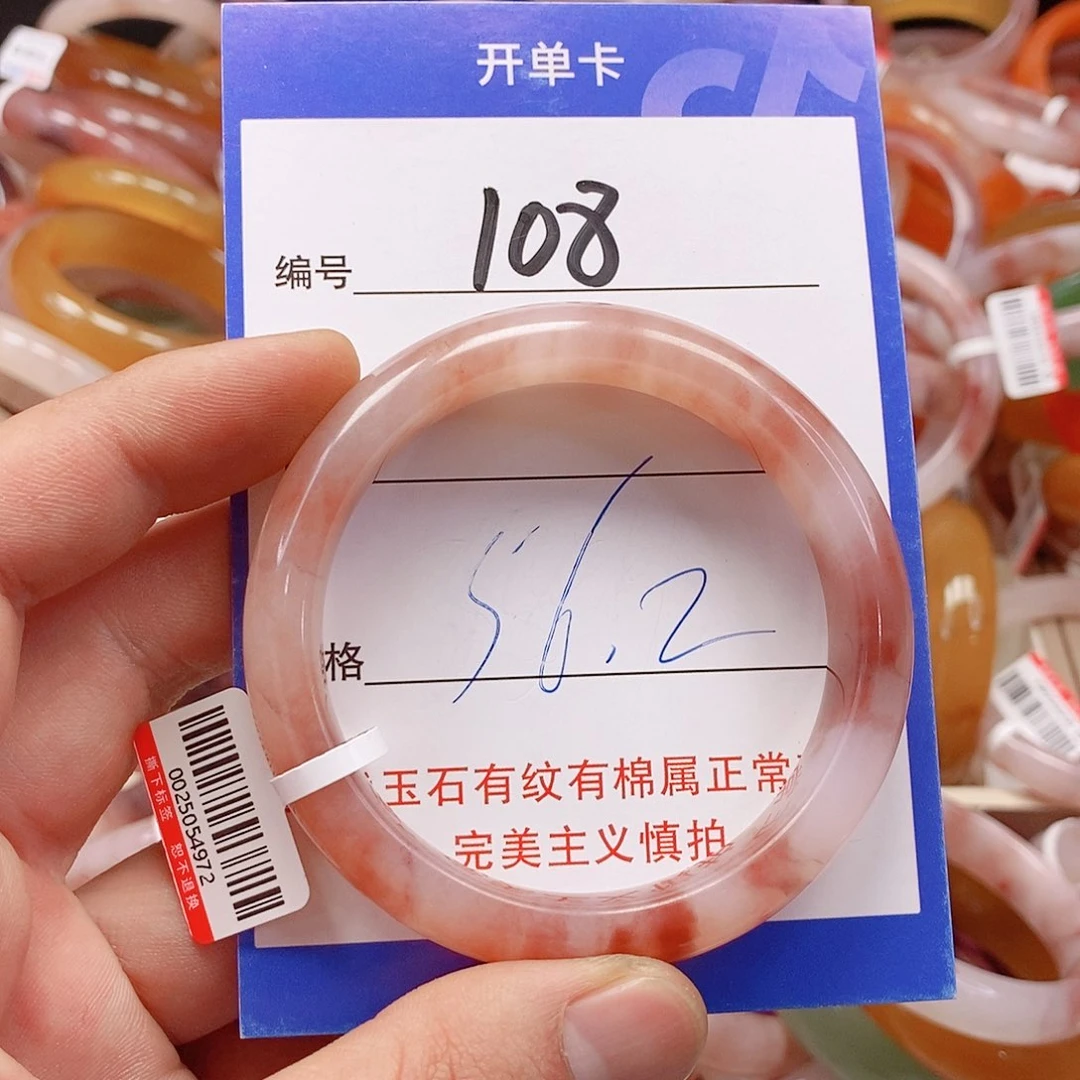 开单卡
编号 108
56.2
格
玉石有纹有棉属正常
完美主义慎拍
0025054972
撕下标签 恕不退换